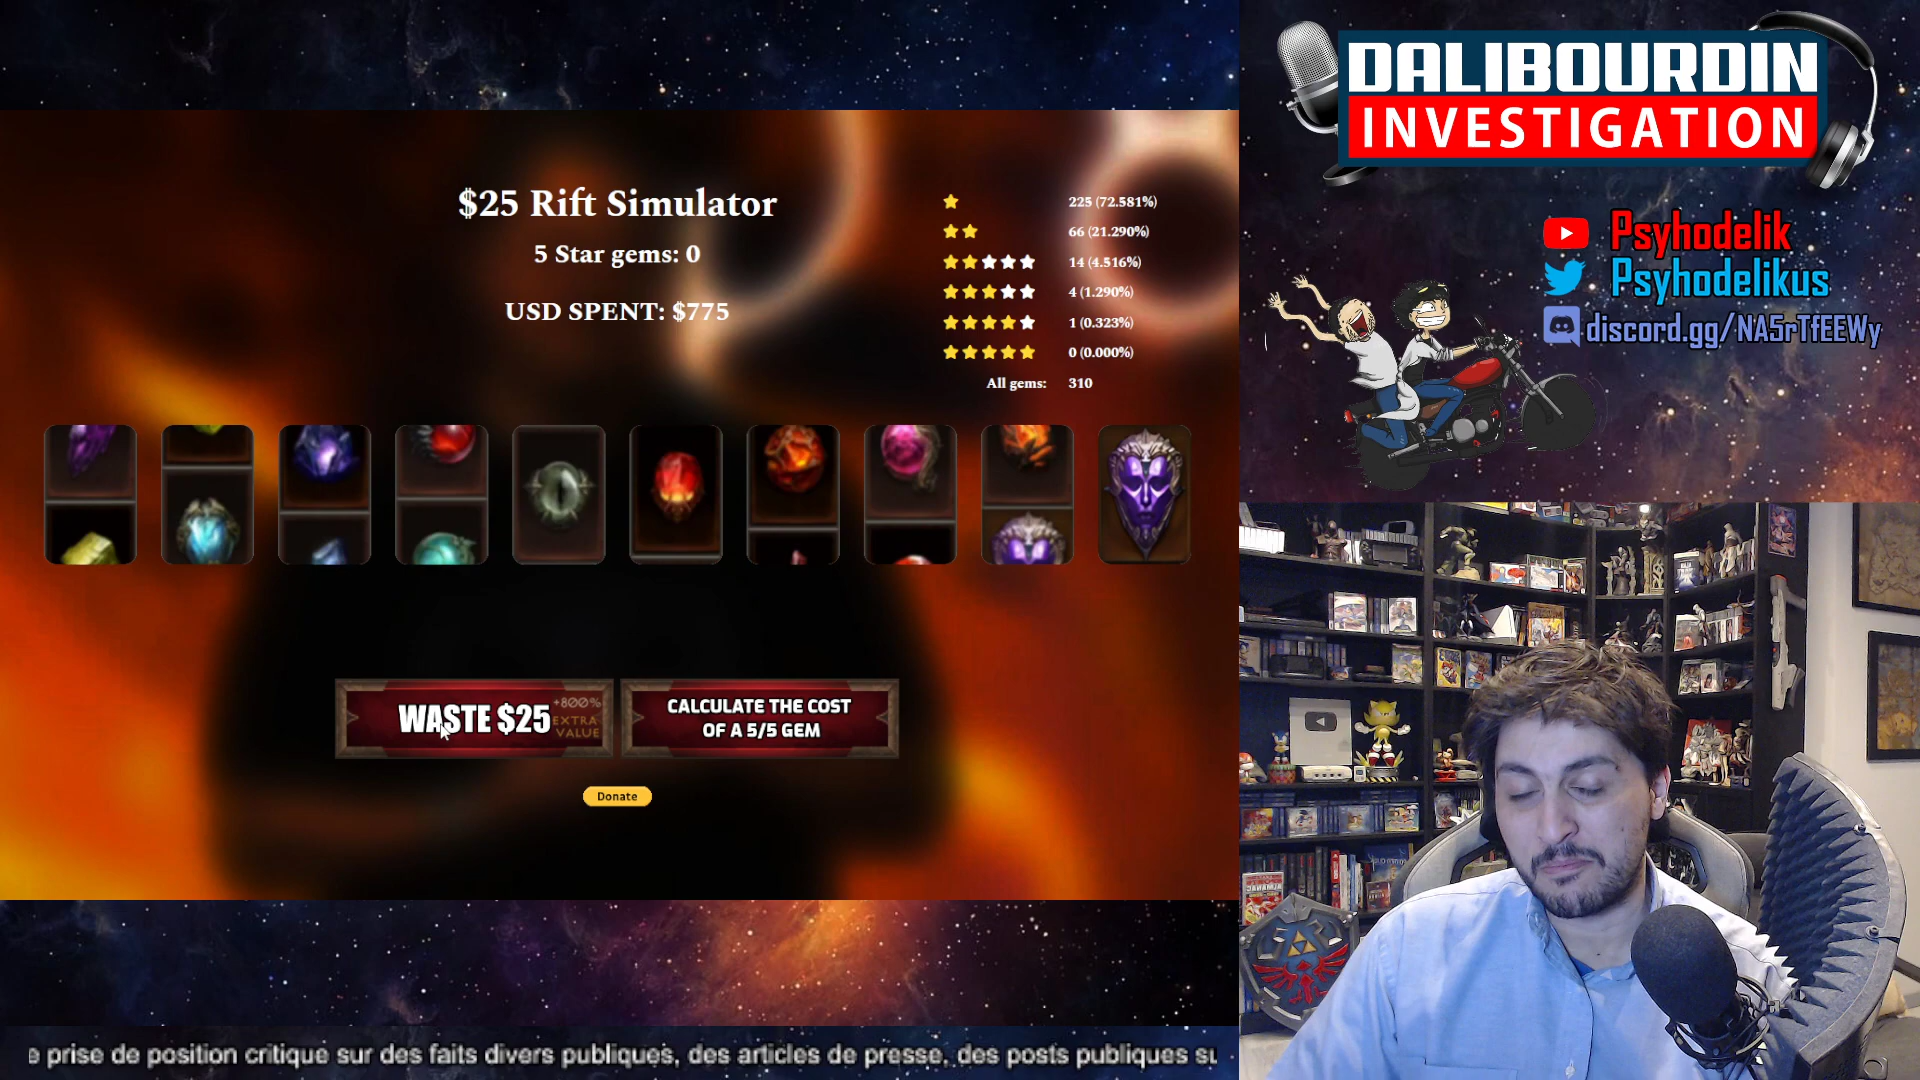 DALIBOURDIN
INVESTIGATION
Psyhodelik
Psyhodelikus
discord.gg/NA5rTfEEWy
$25 Rift Simulator
5 Star gems: 0
USD SPENT: $775
225 (72.581%)
66 (21.290%)
14 (4.516%)
4 (1.290%)
1 (0.323%)
0 (0.000%)
All gems: 310
WASTE $25
+800%
EXTRA
VALUE
CALCULATE THE COST
OF A 5/5 GEM
Donate
e prise de position critique sur des faits divers publiques, des articles de presse, des posts publiques su